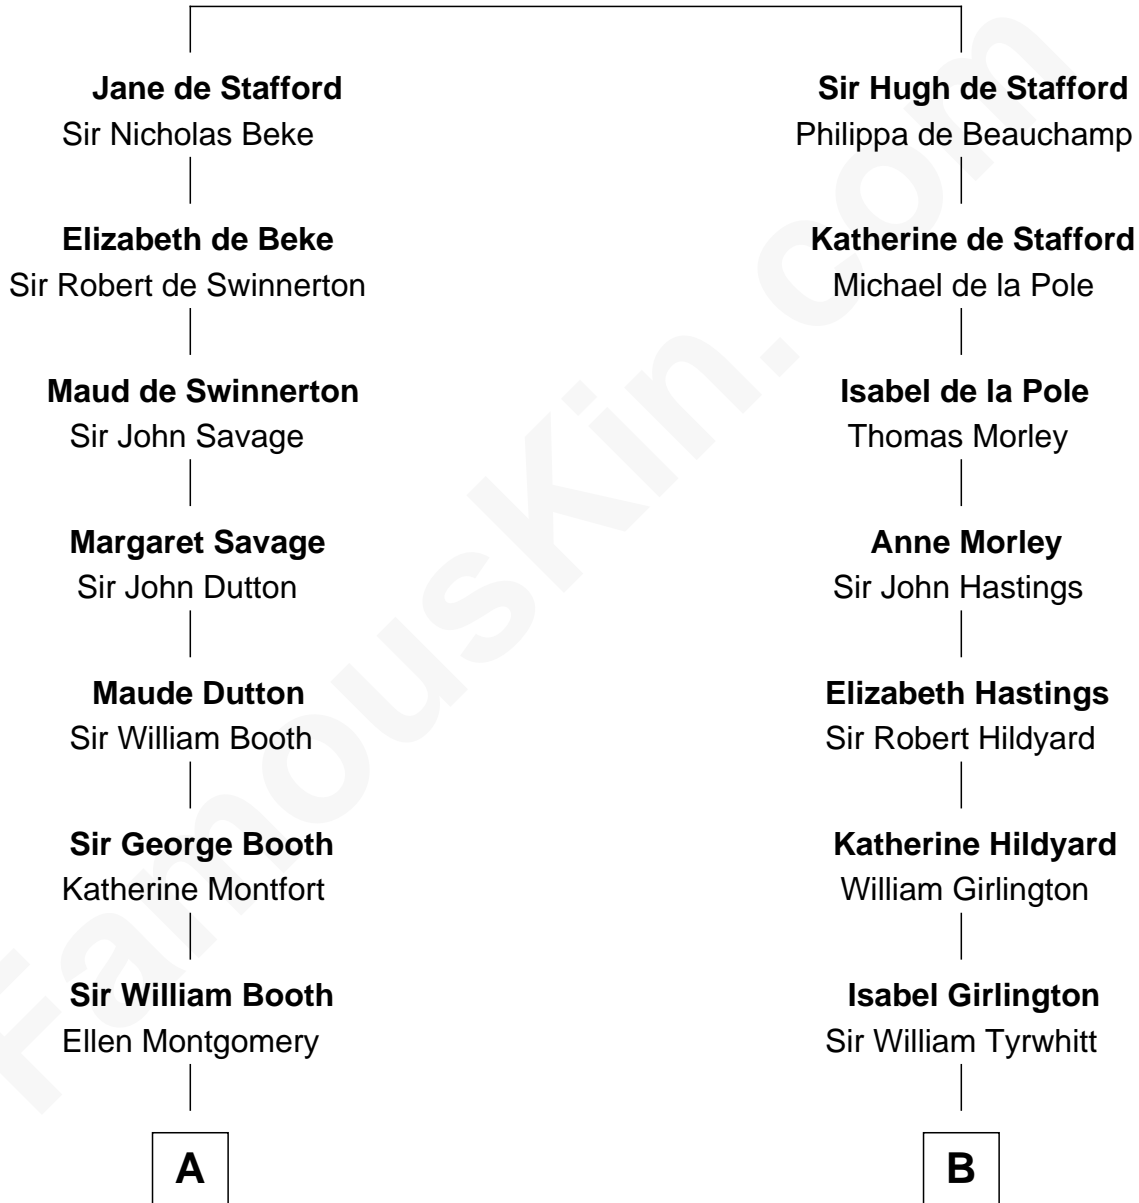 Jane de Stafford
Sir Nicholas Beke
Elizabeth de Beke
Sir Robert de Swinnerton
Maud de Swinnerton
Sir John Savage
Margaret Savage
Sir John Dutton
Maude Dutton
Sir William Booth
Sir George Booth
Katherine Montfort
Sir William Booth
Ellen Montgomery
A
Sir Hugh de Stafford
Philippa de Beauchamp
Katherine de Stafford
Michael de la Pole
Isabel de la Pole
Thomas Morley
Anne Morley
Sir John Hastings
Elizabeth Hastings
Sir Robert Hildyard
Katherine Hildyard
William Girlington
Isabel Girlington
Sir William Tyrwhitt
B
FamousKin.com